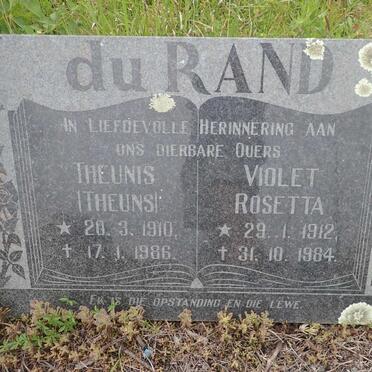 du RAND
IN LIEFDEVOLLE HERINNERING AAN
ONS DIERBARE OUERS
THEUNIS
(THEUNS)
★ 20. 3. 1910.
✝ 17. 1. 1986.
VIOLET
ROSETTA
★ 29. 1. 1912.
✝ 31. 10. 1984.
EK IS DIE OPSTANDING EN DIE LEWE